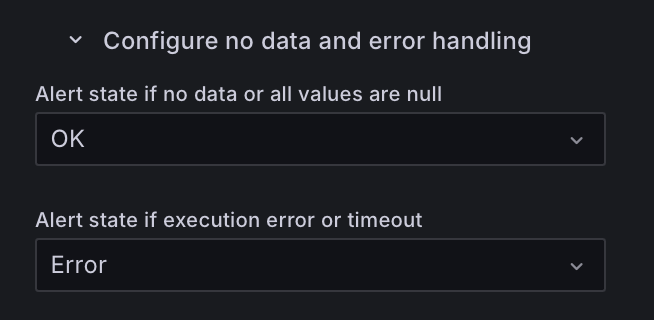 Configure no data and error handling
Alert state if no data or all values are null
OK
Alert state if execution error or timeout
Error